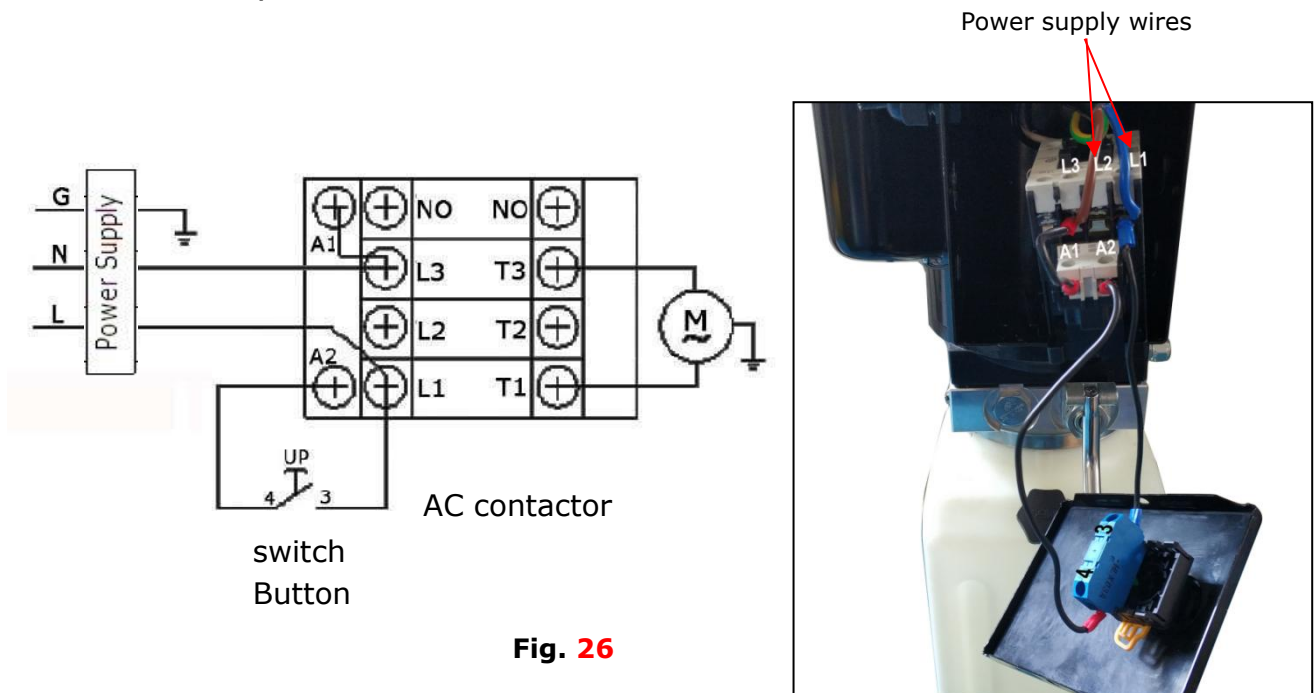 Power supply wires
G
N
L
Power Supply
A1
NO
NO
L3
T3
L2
T2
A2
L1
T1
M
UP
4
3
AC contactor
switch
Button
Fig. 26
L3 L2 L1
A1 A2
3
4